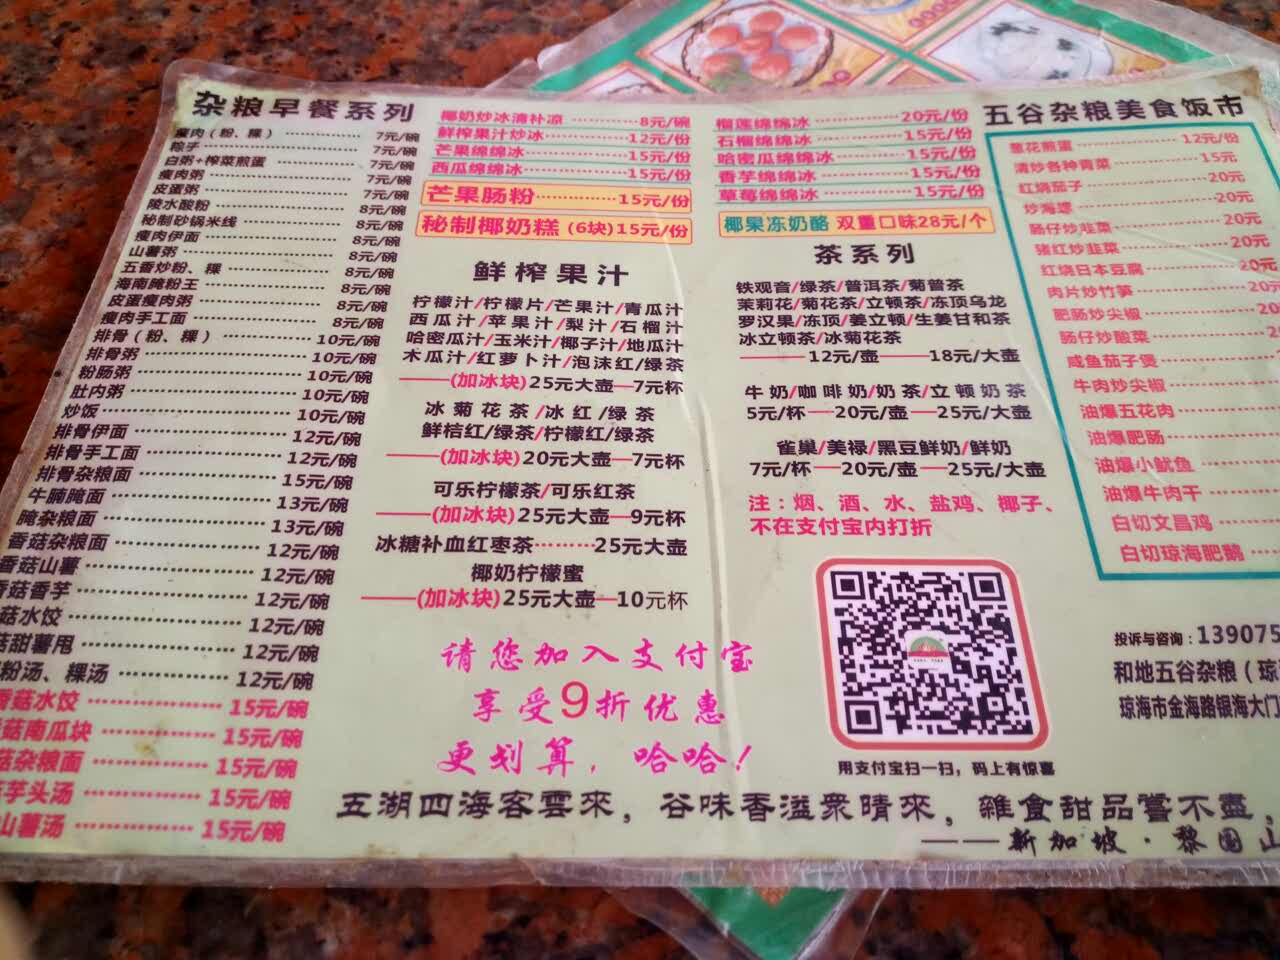 杂粮早餐系列
瘦肉（粉、粿）············7元/碗
粽子············7元/碗
白粥+榨菜煎蛋············7元/碗
瘦肉粥············7元/碗
皮蛋粥············7元/碗
陵水酸粉············8元/碗
秘制砂锅米线············8元/碗
瘦肉伊面············8元/碗
山薯粥············8元/碗
五香炒粉、粿············8元/碗
海南腌粉王············8元/碗
皮蛋瘦肉粥············8元/碗
瘦肉手工面············8元/碗
排骨（粉、粿）············10元/碗
排骨粥············10元/碗
粉肠粥············10元/碗
肚内粥············10元/碗
炒饭············10元/碗
排骨伊面············12元/碗
排骨手工面············12元/碗
排骨杂粮面············15元/碗
牛腩腌面············13元/碗
腌杂粮面············13元/碗
香菇杂粮面············12元/碗
香菇山薯············12元/碗
香菇香芋············12元/碗
菇水饺············12元/碗
菇甜薯甩············12元/碗
粉汤、粿汤············12元/碗
香菇水饺············15元/碗
菇南瓜块············15元/碗
菇杂粮面············15元/碗
芋头汤············15元/碗
山薯汤············15元/碗
椰奶炒冰清补凉············8元/碗
鲜榨果汁炒冰············12元/份
芒果绵绵冰············15元/份
西瓜绵绵冰············15元/份
芒果肠粉············15元/份
秘制椰奶糕（6块）15元/份
鲜榨果汁
柠檬汁/柠檬片/芒果汁/青瓜汁
西瓜汁/苹果汁/梨汁/石榴汁
哈密瓜汁/玉米汁/椰子汁/地瓜汁
木瓜汁/红萝卜汁/泡沫红/绿茶
——(加冰块)25元大壶—7元杯
冰菊花茶/冰红/绿茶
鲜桔红/绿茶/柠檬红/绿茶
——(加冰块)20元大壶—7元杯
可乐柠檬茶/可乐红茶
——(加冰块)25元大壶—9元杯
冰糖补血红枣茶·········25元大壶
椰奶柠檬蜜
——(加冰块)25元大壶—10元杯
请您加入支付宝
享受9折优惠
更划算，哈哈！
榴莲绵绵冰············20元/份
石榴绵绵冰············15元/份
哈密瓜绵绵冰············15元/份
香芋绵绵冰············15元/份
草莓绵绵冰············15元/份
椰果冻奶酪 双重口味28元/个
茶系列
铁观音/绿茶/普洱茶/菊普茶
茉莉花/菊花茶/立顿茶/冻顶乌龙
罗汉果/冻顶/姜立顿/生姜甘和茶
冰立顿茶/冰菊花茶
——12元/壶——18元/大壶
牛奶/咖啡奶/奶茶/立顿奶茶
5元/杯—20元/壶—25元/大壶
雀巢/美禄/黑豆鲜奶/鲜奶
7元/杯—20元/壶—25元/大壶
注：烟、酒、水、盐鸡、椰子、
不在支付宝内打折
用支付宝扫一扫，码上有惊喜
五谷杂粮美食饭市
葱花煎蛋············12元/份
清炒各种青菜············15元
红烧茄子············20元
炒海螺············20元
肠仔炒韭菜············20元
猪红炒韭菜············20元
红烧日本豆腐············20元
肉片炒竹笋············20元
肥肠炒尖椒············20
肠仔炒酸菜············2
咸鱼茄子煲············
牛肉炒尖椒············
油爆五花肉············
油爆肥肠············
油爆小鱿鱼············
油爆牛肉干············
白切文昌鸡············
白切琼海肥鹅····
投诉与咨询：139075
和地五谷杂粮（琼
琼海市金海路银海大门
五湖四海客雲來，谷味香溢衆晴來，雜食甜品嘗不盡，
——新加坡·黎国山